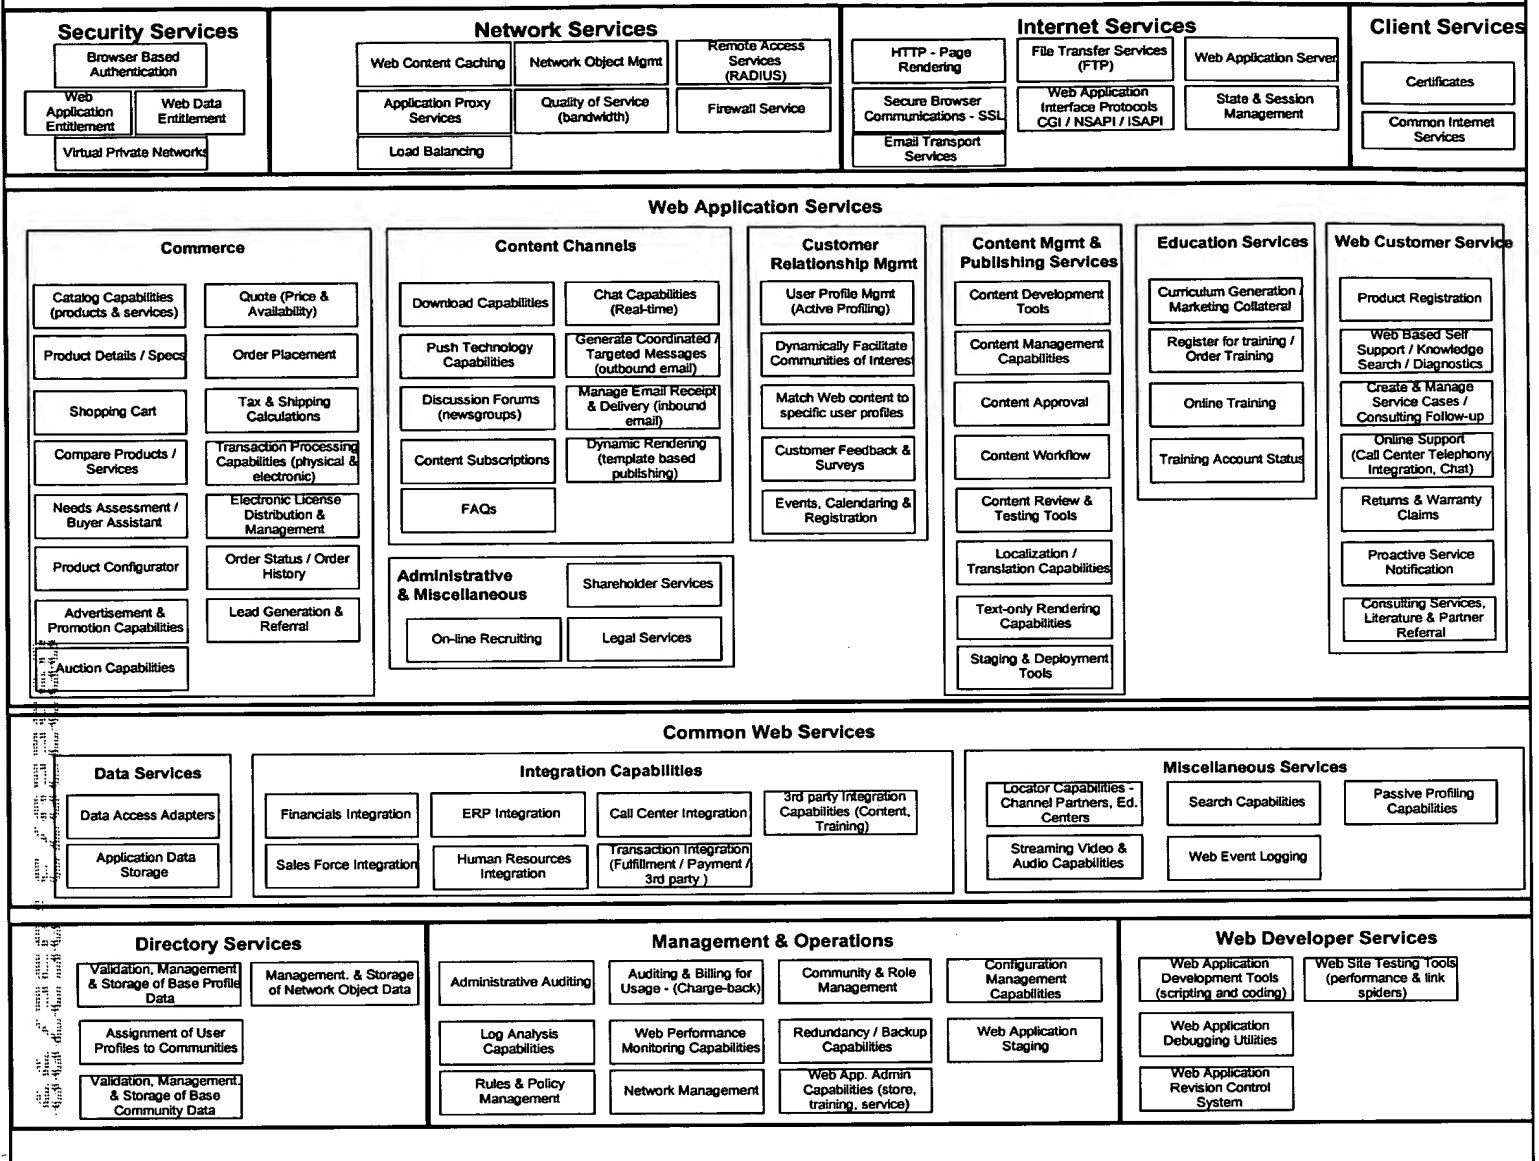 Security Services
Browser Based
Authentication
Web
Application
Entitlement
Web Data
Entitlement
Virtual Private Networks
Network Services
Web Content Caching
Network Object Mgmt
Remote Access
Services
(RADIUS)
Application Proxy
Services
Quality of Service
(bandwidth)
Firewall Service
Load Balancing
Internet Services
HTTP - Page
Rendering
File Transfer Services
(FTP)
Web Application Server
Secure Browser
Communications - SSL
Web Application
Interface Protocols
CGI / NSAPI / ISAPI
State & Session
Management
Email Transport
Services
Client Services
Certificates
Common Internet
Services
Web Application Services
Commerce
Catalog Capabilities
(products & services)
Quote (Price &
Availability)
Product Details / Specs
Order Placement
Shopping Cart
Tax & Shipping
Calculations
Compare Products /
Services
Transaction Processing
Capabilities (physical &
electronic)
Needs Assessment /
Buyer Assistant
Electronic License
Distribution &
Management
Product Configurator
Order Status / Order
History
Advertisement &
Promotion Capabilities
Lead Generation &
Referral
Auction Capabilities
Content Channels
Download Capabilities
Chat Capabilities
(Real-time)
Push Technology
Capabilities
Generate Coordinated /
Targeted Messages
(outbound email)
Discussion Forums
(newsgroups)
Manage Email Receipt
& Delivery (inbound
email)
Content Subscriptions
Dynamic Rendering
(template based
publishing)
FAQs
Administrative
& Miscellaneous
Shareholder Services
On-line Recruiting
Legal Services
Customer
Relationship Mgmt
User Profile Mgmt
(Active Profiling)
Dynamically Facilitate
Communities of Interest
Match Web content to
specific user profiles
Customer Feedback &
Surveys
Events, Calendaring &
Registration
Content Mgmt &
Publishing Services
Content Development
Tools
Content Management
Capabilities
Content Approval
Content Workflow
Content Review &
Testing Tools
Localization /
Translation Capabilities
Text-only Rendering
Capabilities
Staging & Deployment
Tools
Education Services
Curriculum Generation /
Marketing Collateral
Register for training /
Order Training
Online Training
Training Account Status
Web Customer Service
Product Registration
Web Based Self
Support / Knowledge
Search / Diagnostics
Create & Manage
Service Cases /
Consulting Follow-up
Online Support
(Call Center Telephony
Integration, Chat)
Returns & Warranty
Claims
Proactive Service
Notification
Consulting Services,
Literature & Partner
Referral
Common Web Services
Data Services
Data Access Adapters
Application Data
Storage
Integration Capabilities
Financials Integration
ERP Integration
Call Center Integration
3rd party Integration
Capabilities (Content,
Training)
Sales Force Integration
Human Resources
Integration
Transaction Integration
(Fulfillment / Payment /
3rd party )
Miscellaneous Services
Locator Capabilities -
Channel Partners, Ed.
Centers
Search Capabilities
Passive Profiling
Capabilities
Streaming Video &
Audio Capabilities
Web Event Logging
Directory Services
Validation, Management
& Storage of Base Profile
Data
Management. & Storage
of Network Object Data
Assignment of User
Profiles to Communities
Validation, Management.
& Storage of Base
Community Data
Management & Operations
Administrative Auditing
Auditing & Billing for
Usage - (Charge-back)
Community & Role
Management
Configuration
Management
Capabilities
Log Analysis
Capabilities
Web Performance
Monitoring Capabilities
Redundancy / Backup
Capabilities
Web Application
Staging
Rules & Policy
Management
Network Management
Web App. Admin
Capabilities (store,
training, service)
Web Developer Services
Web Application
Development Tools
(scripting and coding)
Web Site Testing Tools
(performance & link
spiders)
Web Application
Debugging Utilities
Web Application
Revision Control
System